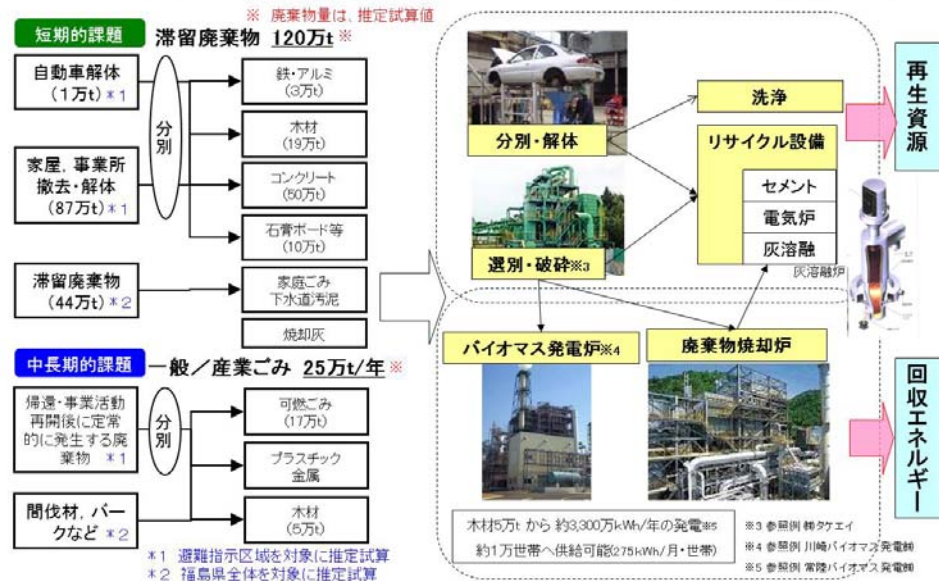 ※ 廃棄物量は、推定試算値
短期的課題
滞留廃棄物 120万t ※
自動車解体
(1万t) *1
家屋, 事業所
撤去・解体
(87万t) *1
滞留廃棄物
(44万t) *2
分別
鉄・アルミ
(3万t)
木材
(19万t)
コンクリート
(50万t)
石膏ボード等
(10万t)
家庭ごみ
下水道汚泥
焼却灰
中長期的課題
一般／産業ごみ 25万t/年 ※
帰還・事業活動
再開後に定常
的に発生する廃
棄物 *1
間伐材, バー
クなど *2
分別
可燃ごみ
(17万t)
プラスチック
金属
木材
(5万t)
*1 避難指示区域を対象に推定試算
*2 福島県全体を対象に推定試算
分別・解体
洗浄
リサイクル設備
セメント
電気炉
灰溶融
灰溶融炉
選別・破砕※3
バイオマス発電炉※4
廃棄物焼却炉
再生資源
回収エネルギー
木材5万t から 約3,300万kWh/年の発電※5
約1万世帯へ供給可能(275kWh/月・世帯)
※3 参照例 ㈱タケエイ
※4 参照例 川崎バイオマス発電㈱
※5 参照例 常陸バイオマス発電㈱